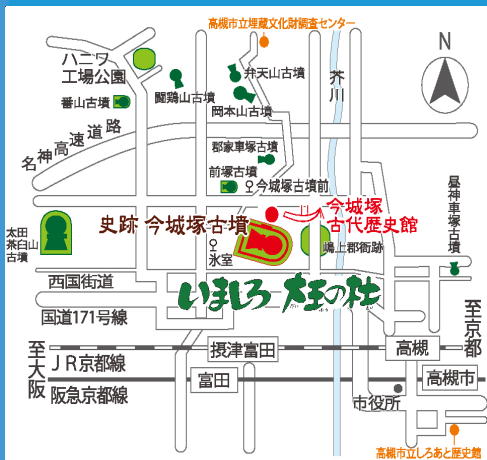 高槻市立埋蔵文化財調査センター
N
ハニワ
工場公園
弁天山古墳
芥川
番山古墳
闘鶏山古墳
岡本山古墳
名神高速道路
郡家車塚古墳
前塚古墳
今城塚古墳前
今城塚
古代歴史館
史跡 今城塚古墳
昼神車塚古墳
太田
茶臼山
古墳
氷室
嶋上郡衙跡
西国街道
いましろ 大王の杜
国道171号線
至京都
至大阪
摂津富田
高槻
JR京都線
富田
高槻市
阪急京都線
市役所
高槻市立しろあと歴史館